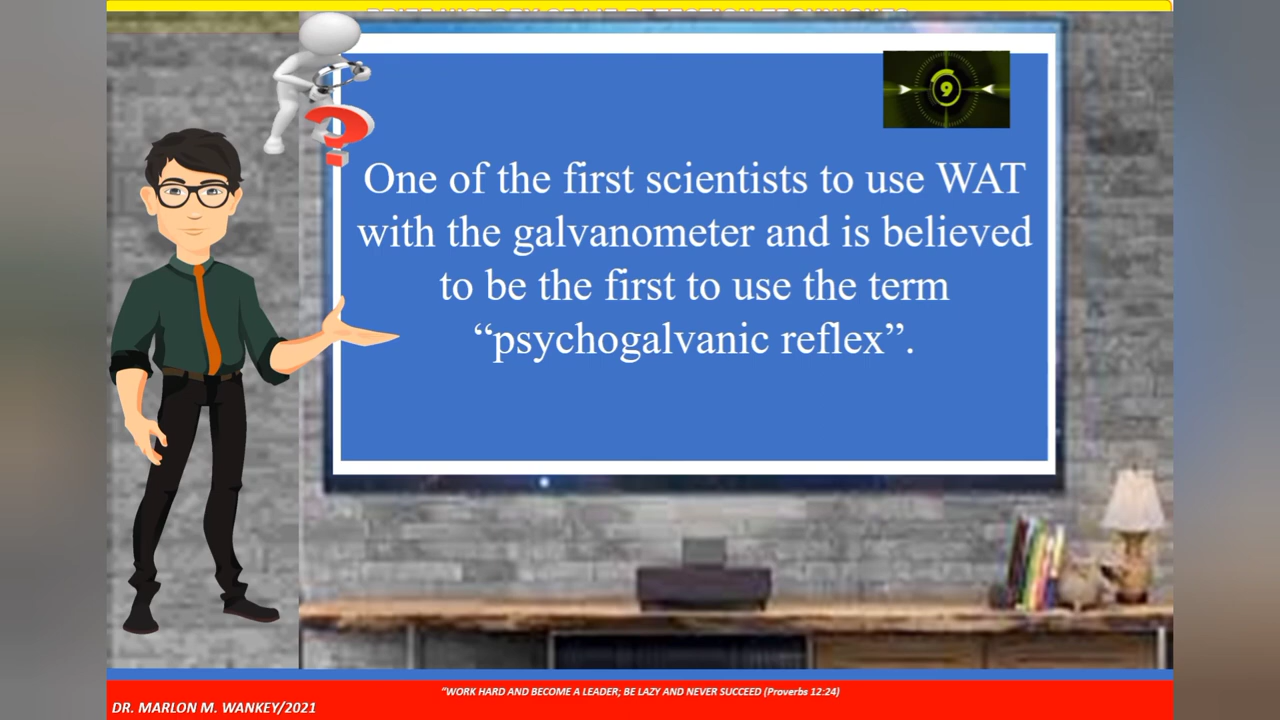 9
One of the first scientists to use WAT
with the galvanometer and is believed
to be the first to use the term
“psychogalvanic reflex”.
"WORK HARD AND BECOME A LEADER; BE LAZY AND NEVER SUCCEED (Proverbs 12:24)
DR. MARLON M. WANKEY/2021